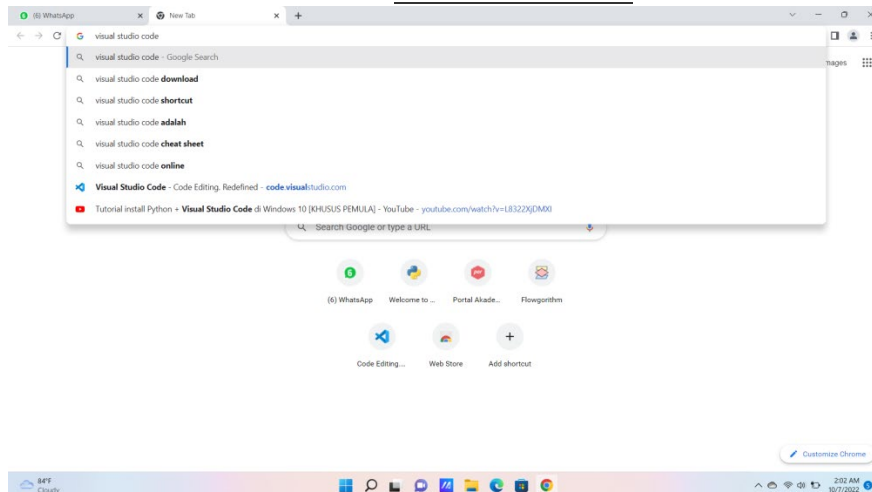 (6) WhatsApp
New Tab
visual studio code
visual studio code - Google Search
mages
visual studio code download
visual studio code shortcut
visual studio code adalah
visual studio code cheat sheet
visual studio code online
Visual Studio Code - Code Editing. Redefined - code.visualstudio.com
Tutorial install Python + Visual Studio Code di Windows 10 [KHUSUS PEMULA] - YouTube - youtube.com/watch?v=L8322XjDMXI
Search Google or type a URL
(6) WhatsApp Welcome to ... Portal Akade... Flowgorithm
Code Editing... Web Store Add shortcut
Customize Chrome
84°F
Cloudy
2:02 AM
10/7/2022